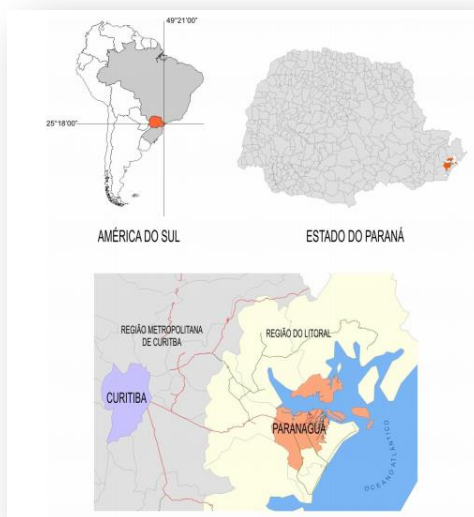 49°21'00"
25°18'00"
AMÉRICA DO SUL
ESTADO DO PARANÁ
REGIÃO METROPOLITANA
DE CURITBA
REGIÃO DO LITORAL
CURITIBA
PARANAGUÁ
OCEANO ATLÂNTICO